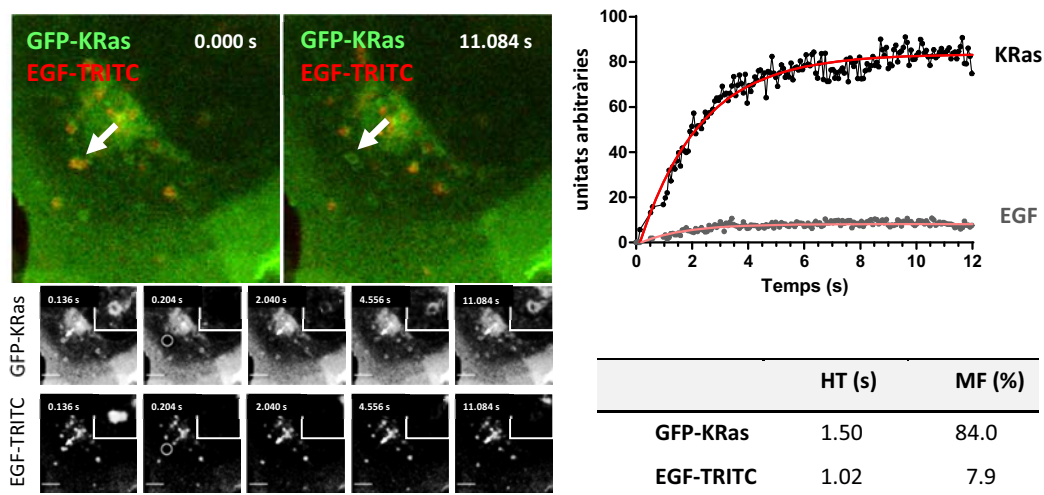 GFP-KRas 0.000 s
EGF-TRITC
GFP-KRas 11.084 s
EGF-TRITC
GFP-KRas
0.136 s 0.204 s 2.040 s 4.556 s 11.084 s
EGF-TRITC
0.136 s 0.204 s 2.040 s 4.556 s 11.084 s
unitats arbitràries
100
80
60
40
20
0
0 2 4 6 8 10 12
Temps (s)
KRas
EGF
HT (s) MF (%)
GFP-KRas 1.50 84.0
EGF-TRITC 1.02 7.9